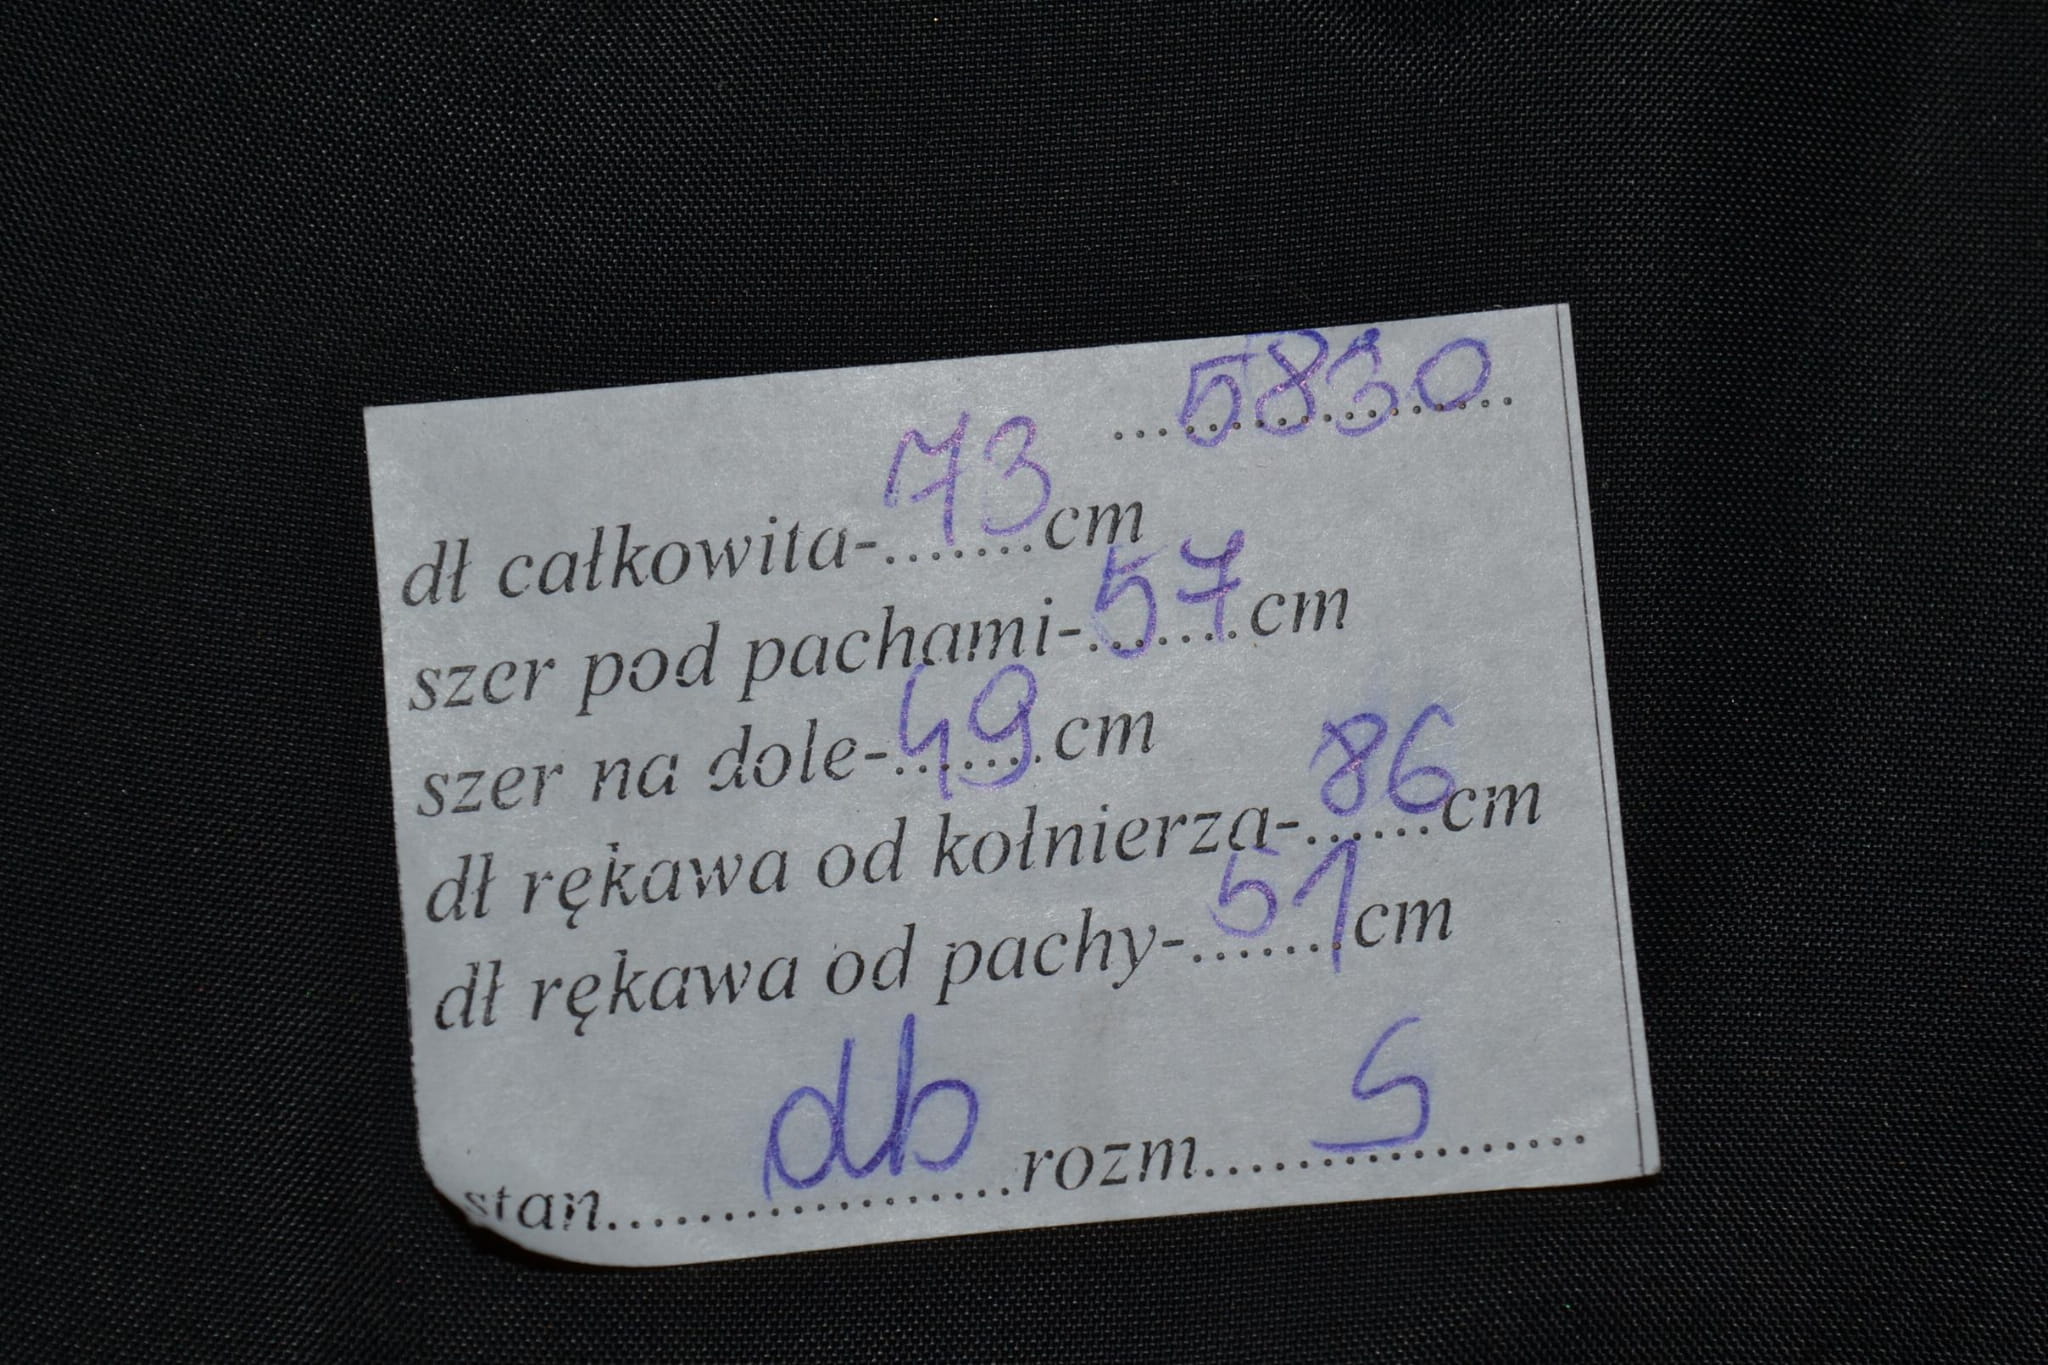 ...5830...
dł całkowita-.73.cm
szer pod pachami-.57.cm
szer na dole-.49.cm
dł rękawa od kołnierza-.86.cm
dł rękawa od pachy-.51.cm
stan....db....rozm....S....